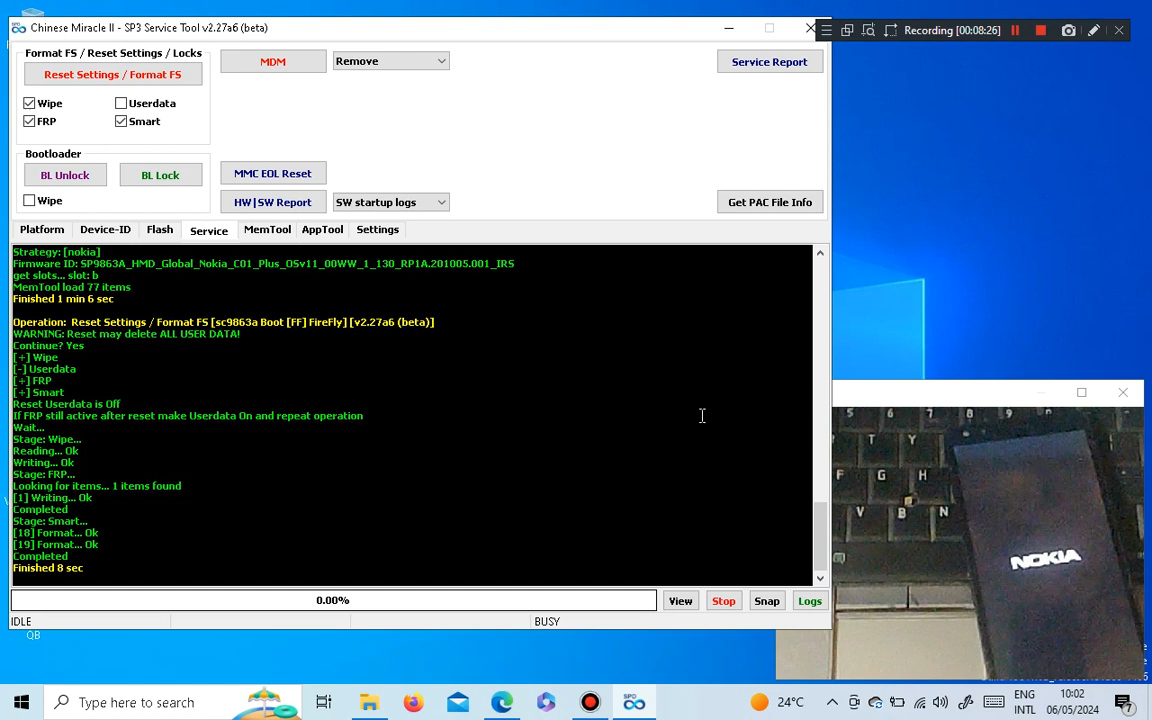 Chinese Miracle II - SP3 Service Tool v2.27a6 (beta)
Recording [00:08:26]
Format FS / Reset Settings / Locks
Reset Settings / Format FS
MDM
Remove
Service Report
Wipe
Userdata
FRP
Smart
Bootloader
BL Unlock
BL Lock
MMC EOL Reset
Wipe
HW|SW Report
SW startup logs
Get PAC File Info
Platform
Device-ID
Flash
Service
MemTool
AppTool
Settings
Strategy: [nokia]
Firmware ID: SP9863A_HMD_Global_Nokia_C01_Plus_OSv11_00WW_1_130_RP1A.201005.001_IRS
get slots... slot: b
MemTool load 77 items
Finished 1 min 6 sec
Operation: Reset Settings / Format FS [sc9863a Boot [FF] FireFly] [v2.27a6 (beta)]
WARNING: Reset may delete ALL USER DATA!
Continue? Yes
[+] Wipe
[-] Userdata
[+] FRP
[+] Smart
Reset Userdata is Off
If FRP still active after reset make Userdata On and repeat operation
Wait...
Stage: Wipe...
Reading... Ok
Writing... Ok
Stage: FRP...
Looking for items... 1 items found
[1] Writing... Ok
Completed
Stage: Smart...
[18] Format... Ok
[19] Format... Ok
Completed
Finished 8 sec
0.00%
View
Stop
Snap
Logs
IDLE
BUSY
QB
5 6 7 8 9
T Y
F G H
V B N
NOKIA
Type here to search
24°C
ENG
INTL
10:02
06/05/2024
7